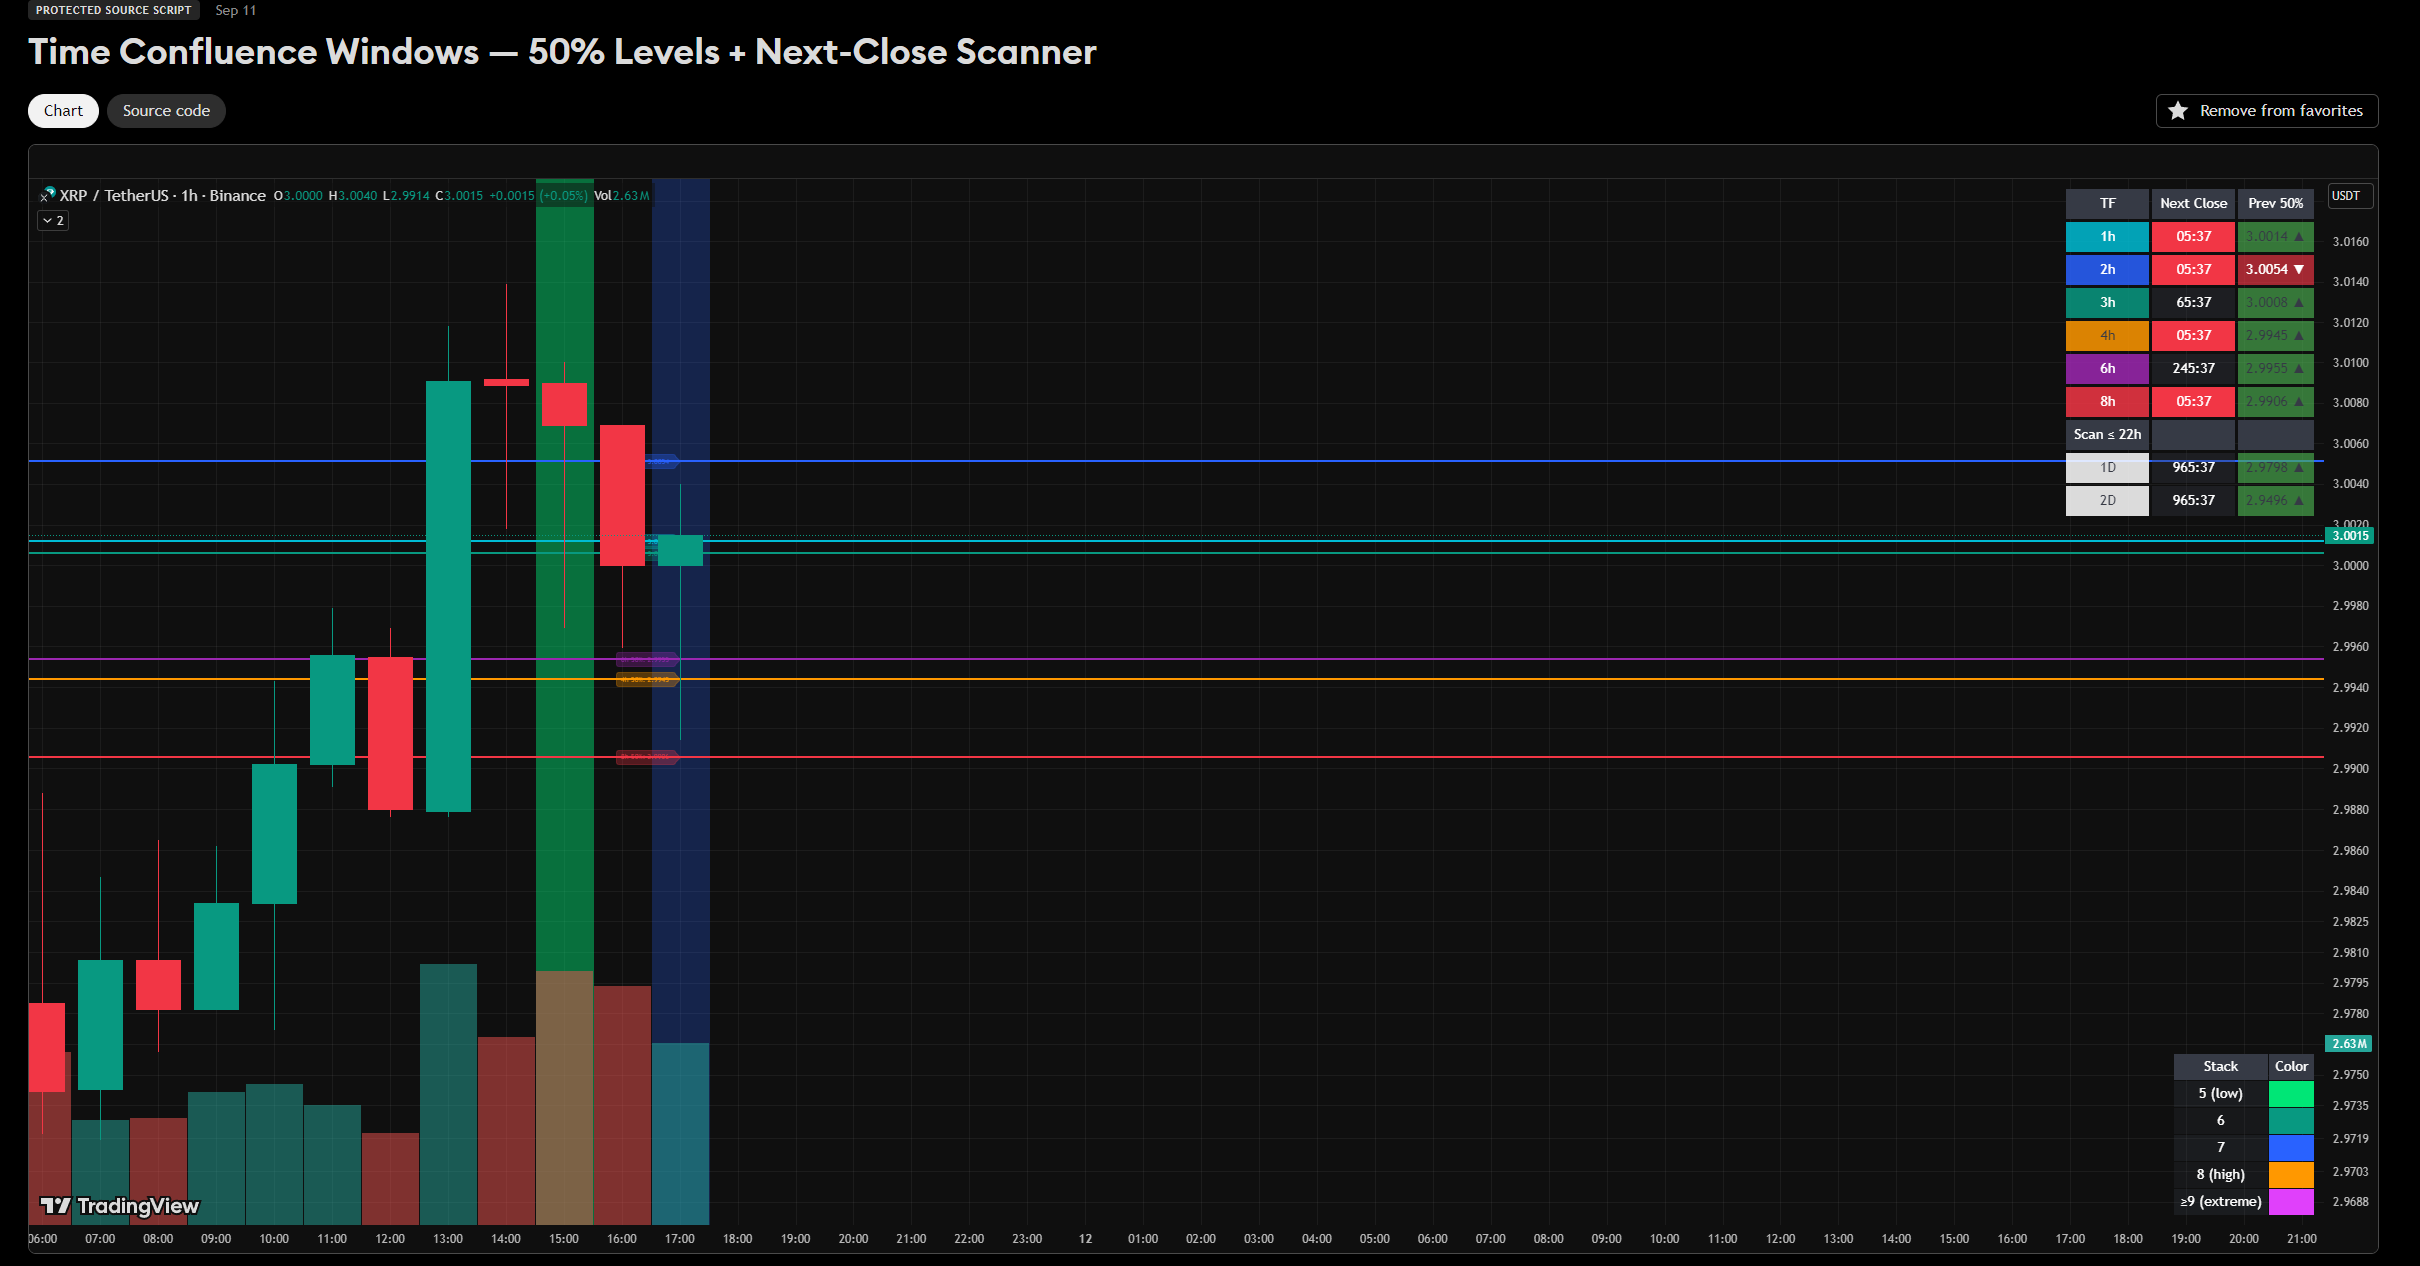 PROTECTED SOURCE SCRIPT Sep 11
Time Confluence Windows — 50% Levels + Next-Close Scanner
Chart Source code Remove from favorites
XRP / TetherUS · 1h · Binance O3.0000 H3.0040 L2.9914 C3.0015 +0.0015 (+0.05%) Vol2.63 M
2
USDT
TF Next Close Prev 50%
1h 05:37 3.0014 ▲
2h 05:37 3.0054 ▼
3h 65:37 3.0008 ▲
4h 05:37 2.9945 ▲
6h 245:37 2.9955 ▲
8h 05:37 2.9906 ▲
Scan ≤ 22h
1D 965:37 2.9798 ▲
2D 965:37 2.9496 ▲
3.0160
3.0140
3.0120
3.0100
3.0080
3.0060
3.0040
3.0020
3.0015
3.0000
2.9980
2.9960
2.9940
2.9920
2.9900
2.9880
2.9860
2.9840
2.9825
2.9810
2.9795
2.9780
2.63 M
2.9750
2.9735
2.9719
2.9703
2.9688
Stack Color
5 (low)
6
7
8 (high)
≥9 (extreme)
TradingView
06:00 07:00 08:00 09:00 10:00 11:00 12:00 13:00 14:00 15:00 16:00 17:00 18:00 19:00 20:00 21:00 22:00 23:00 12 01:00 02:00 03:00 04:00 05:00 06:00 07:00 08:00 09:00 10:00 11:00 12:00 13:00 14:00 15:00 16:00 17:00 18:00 19:00 20:00 21:00